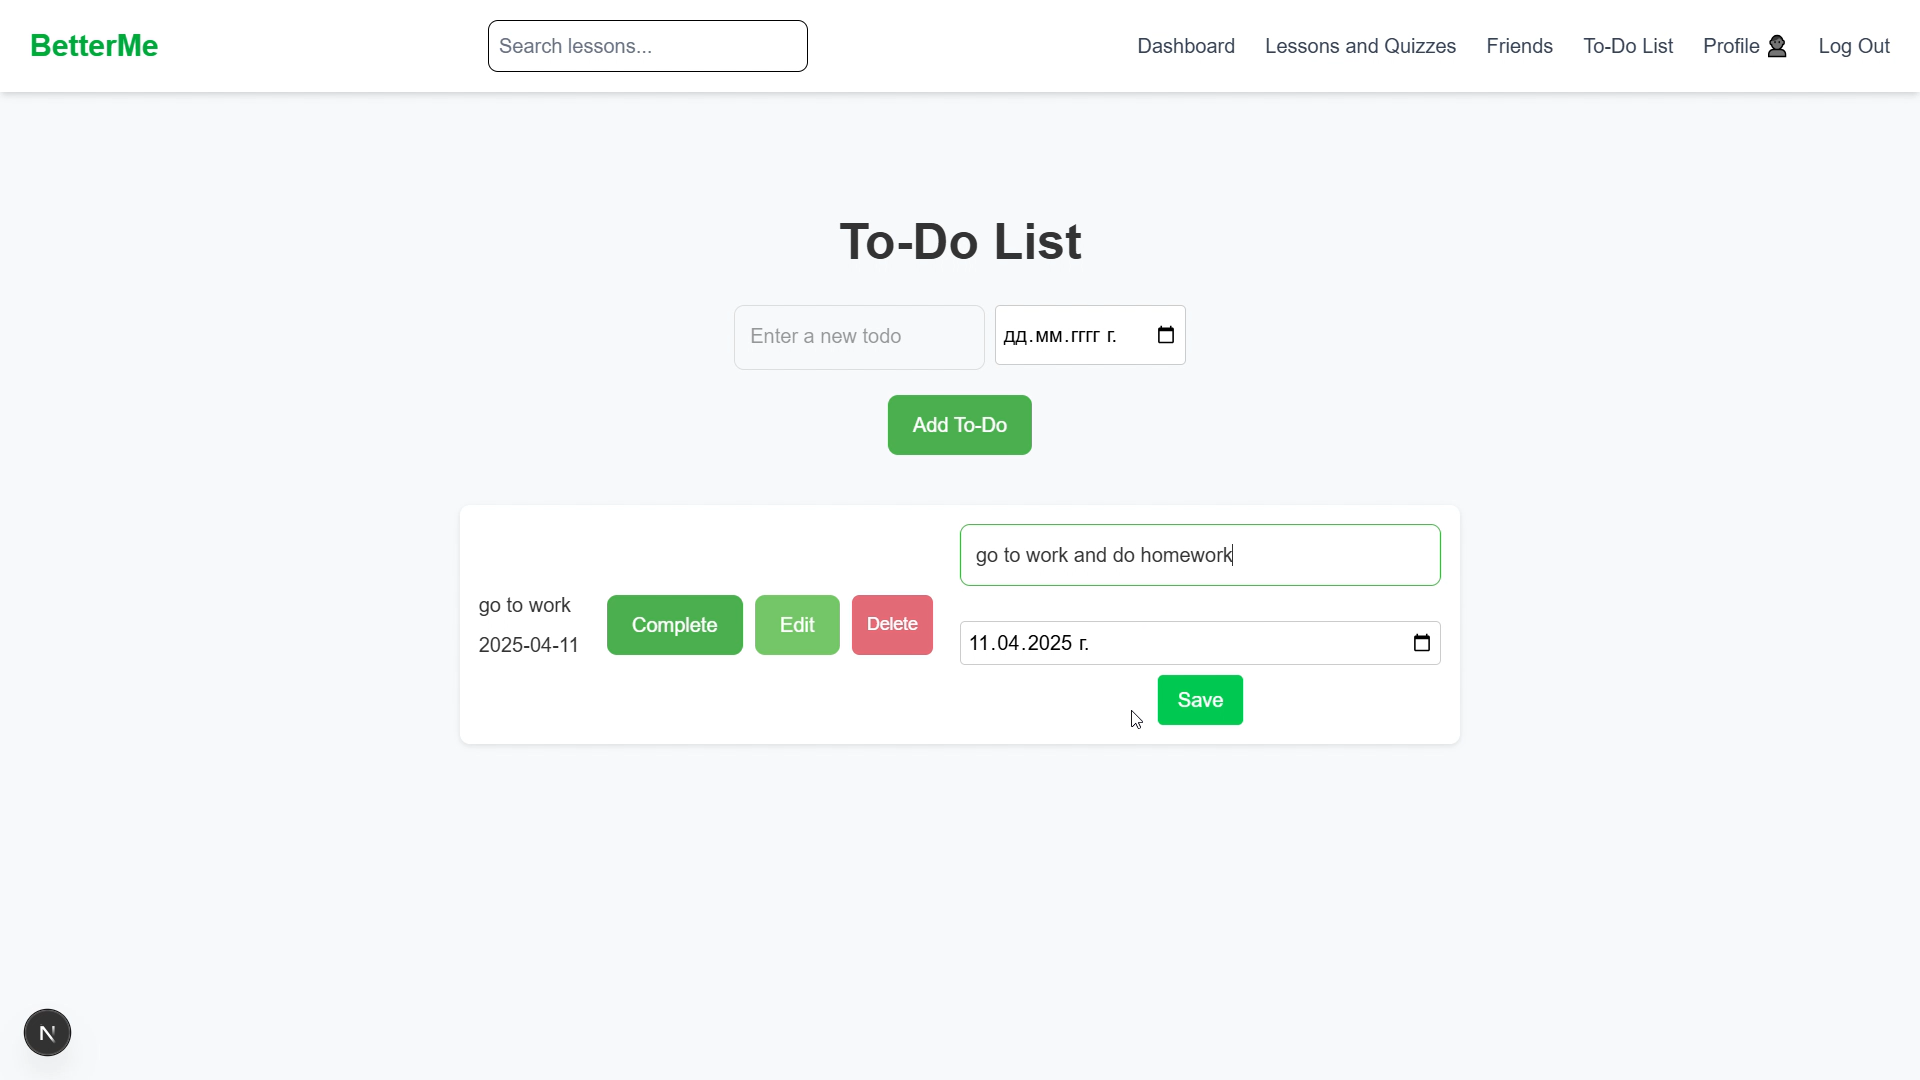 BetterMe
Search lessons...
Dashboard
Lessons and Quizzes
Friends
To-Do List
Profile
Log Out
To-Do List
Enter a new todo
дд.мм.гггг г.
Add To-Do
go to work and do homework
go to work
2025-04-11
Complete
Edit
Delete
11.04.2025 г.
Save
N